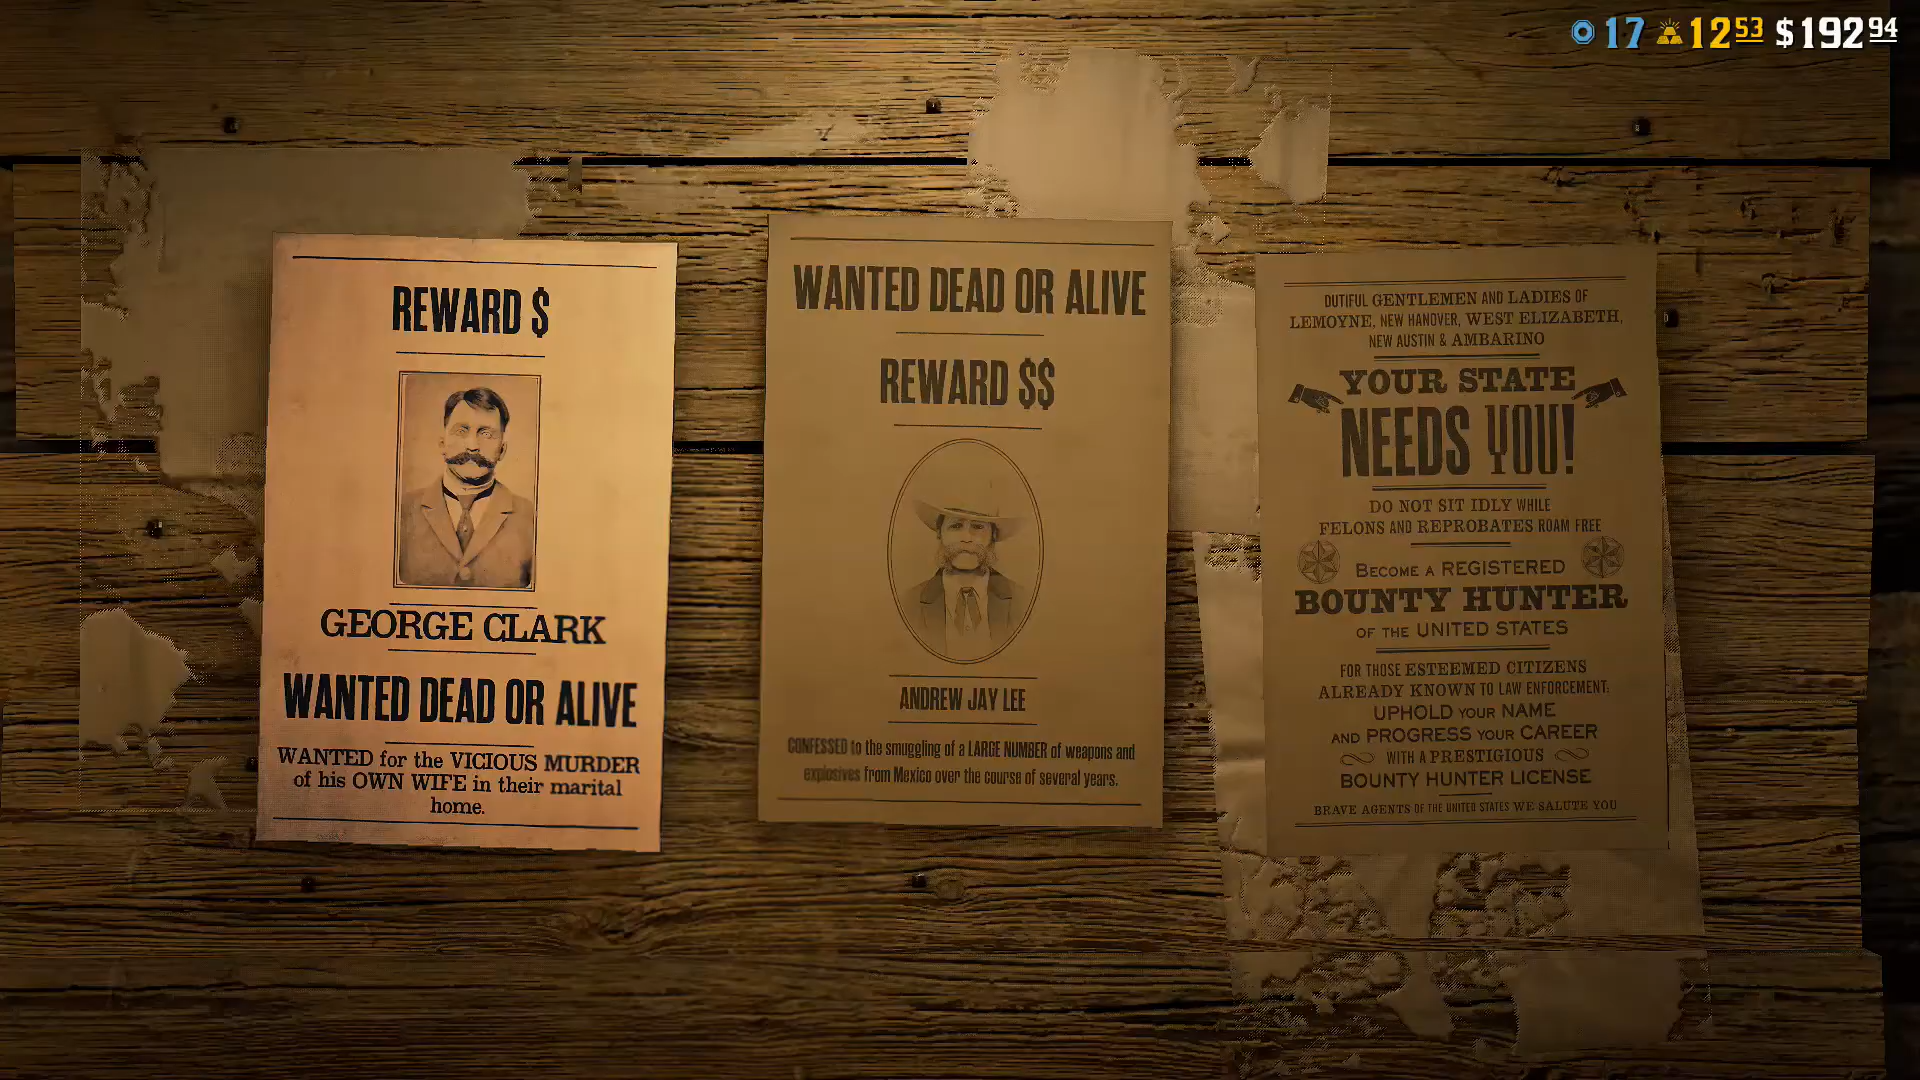 17 12 53 $192 94
REWARD $
GEORGE CLARK
WANTED DEAD OR ALIVE
WANTED for the VICIOUS MURDER
of his OWN WIFE in their marital
home.
WANTED DEAD OR ALIVE
REWARD $$
ANDREW JAY LEE
CONFESSED to the smuggling of a LARGE NUMBER of weapons and
explosives from Mexico over the course of several years.
DUTIFUL GENTLEMEN AND LADIES OF
LEMOYNE, NEW HANOVER, WEST ELIZABETH,
NEW AUSTIN & AMBARINO
YOUR STATE
NEEDS YOU!
DO NOT SIT IDLY WHILE
FELONS AND REPROBATES ROAM FREE
BECOME A REGISTERED
BOUNTY HUNTER
OF THE UNITED STATES
FOR THOSE ESTEEMED CITIZENS
ALREADY KNOWN TO LAW ENFORCEMENT:
UPHOLD YOUR NAME
AND PROGRESS YOUR CAREER
WITH A PRESTIGIOUS
BOUNTY HUNTER LICENSE
BRAVE AGENTS OF THE UNITED STATES WE SALUTE YOU